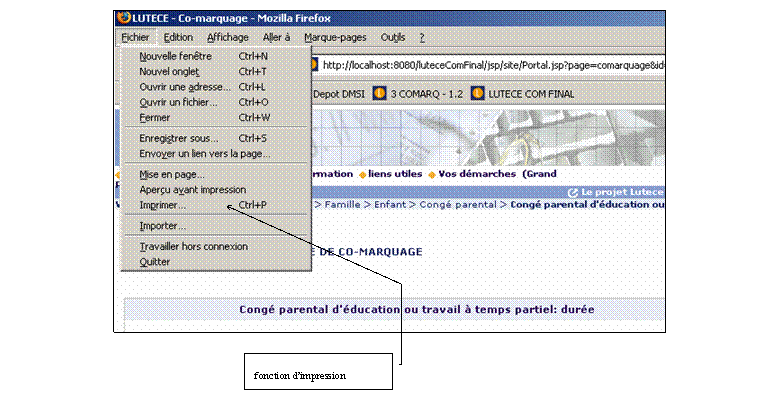 LUTECE - Co-marquage - Mozilla Firefox
Fichier Edition Affichage Aller à Marque-pages Outils ?
Nouvelle fenêtre Ctrl+N
Nouvel onglet Ctrl+T
http://localhost:8080/luteceComFinal/jsp/site/Portal.jsp?page=comarquage&id
Ouvrir une adresse... Ctrl+L
Depot DMSI 3 COMARQ - 1.2 LUTECE COM FINAL
Ouvrir un fichier... Ctrl+O
Fermer Ctrl+W
Enregistrer sous... Ctrl+S
Envoyer un lien vers la page...
Mise en page...
rmation liens utiles Vos démarches (Grand
Aperçu avant impression
Le projet Lutece
Imprimer... Ctrl+P
> Famille > Enfant > Congé parental > Congé parental d'éducation ou
Importer...
Travailler hors connexion
E DE CO-MARQUAGE
Quitter
Congé parental d'éducation ou travail à temps partiel: durée
fonction d'impression